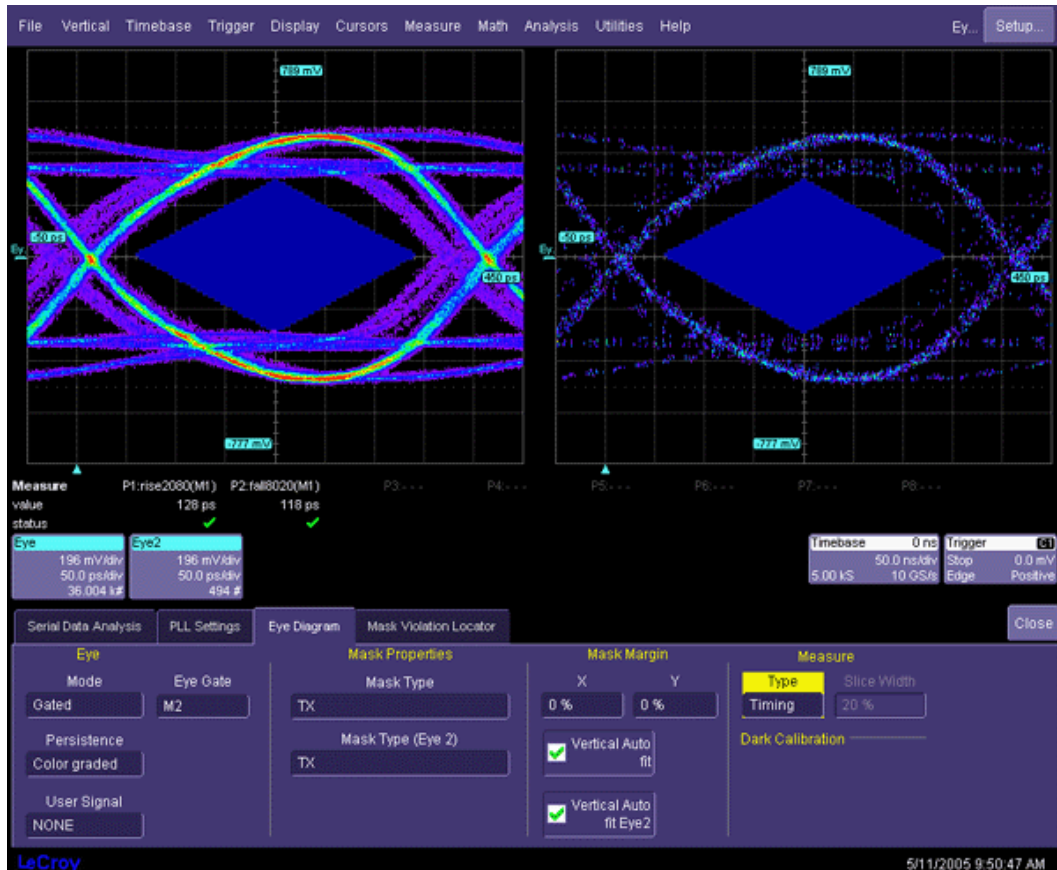 File Vertical Timebase Trigger Display Cursors Measure Math Analysis Utilities Help Ey... Setup...
789 mV 789 mV
-50 ps -50 ps
Ey Ey
450 ps 450 ps
-777 mV -777 mV
Measure P1:rise2080(M1) P2:fall8020(M1) P3:- - - P4:- - - P5:- - - P6:- - - P7:- - - P8:- - -
value 128 ps 118 ps
status
Eye Eye2 Timebase 0 ns Trigger C1
196 mV/div 196 mV/div 50.0 ns/div Stop 0.0 mV
50.0 ps/div 50.0 ps/div 5.00 kS 10 GS/s Edge Positive
36.004 k# 494 #
Serial Data Analysis PLL Settings Eye Diagram Mask Violation Locator Close
Eye Mask Properties Mask Margin Measure
Mode Eye Gate Mask Type X Y Type Slice Width
Gated M2 TX 0 % 0 % Timing 20 %
Persistence Mask Type (Eye 2) Vertical Auto fit Dark Calibration
Color graded TX
User Signal Vertical Auto fit Eye2
NONE
LeCroy 5/11/2005 9:50:47 AM